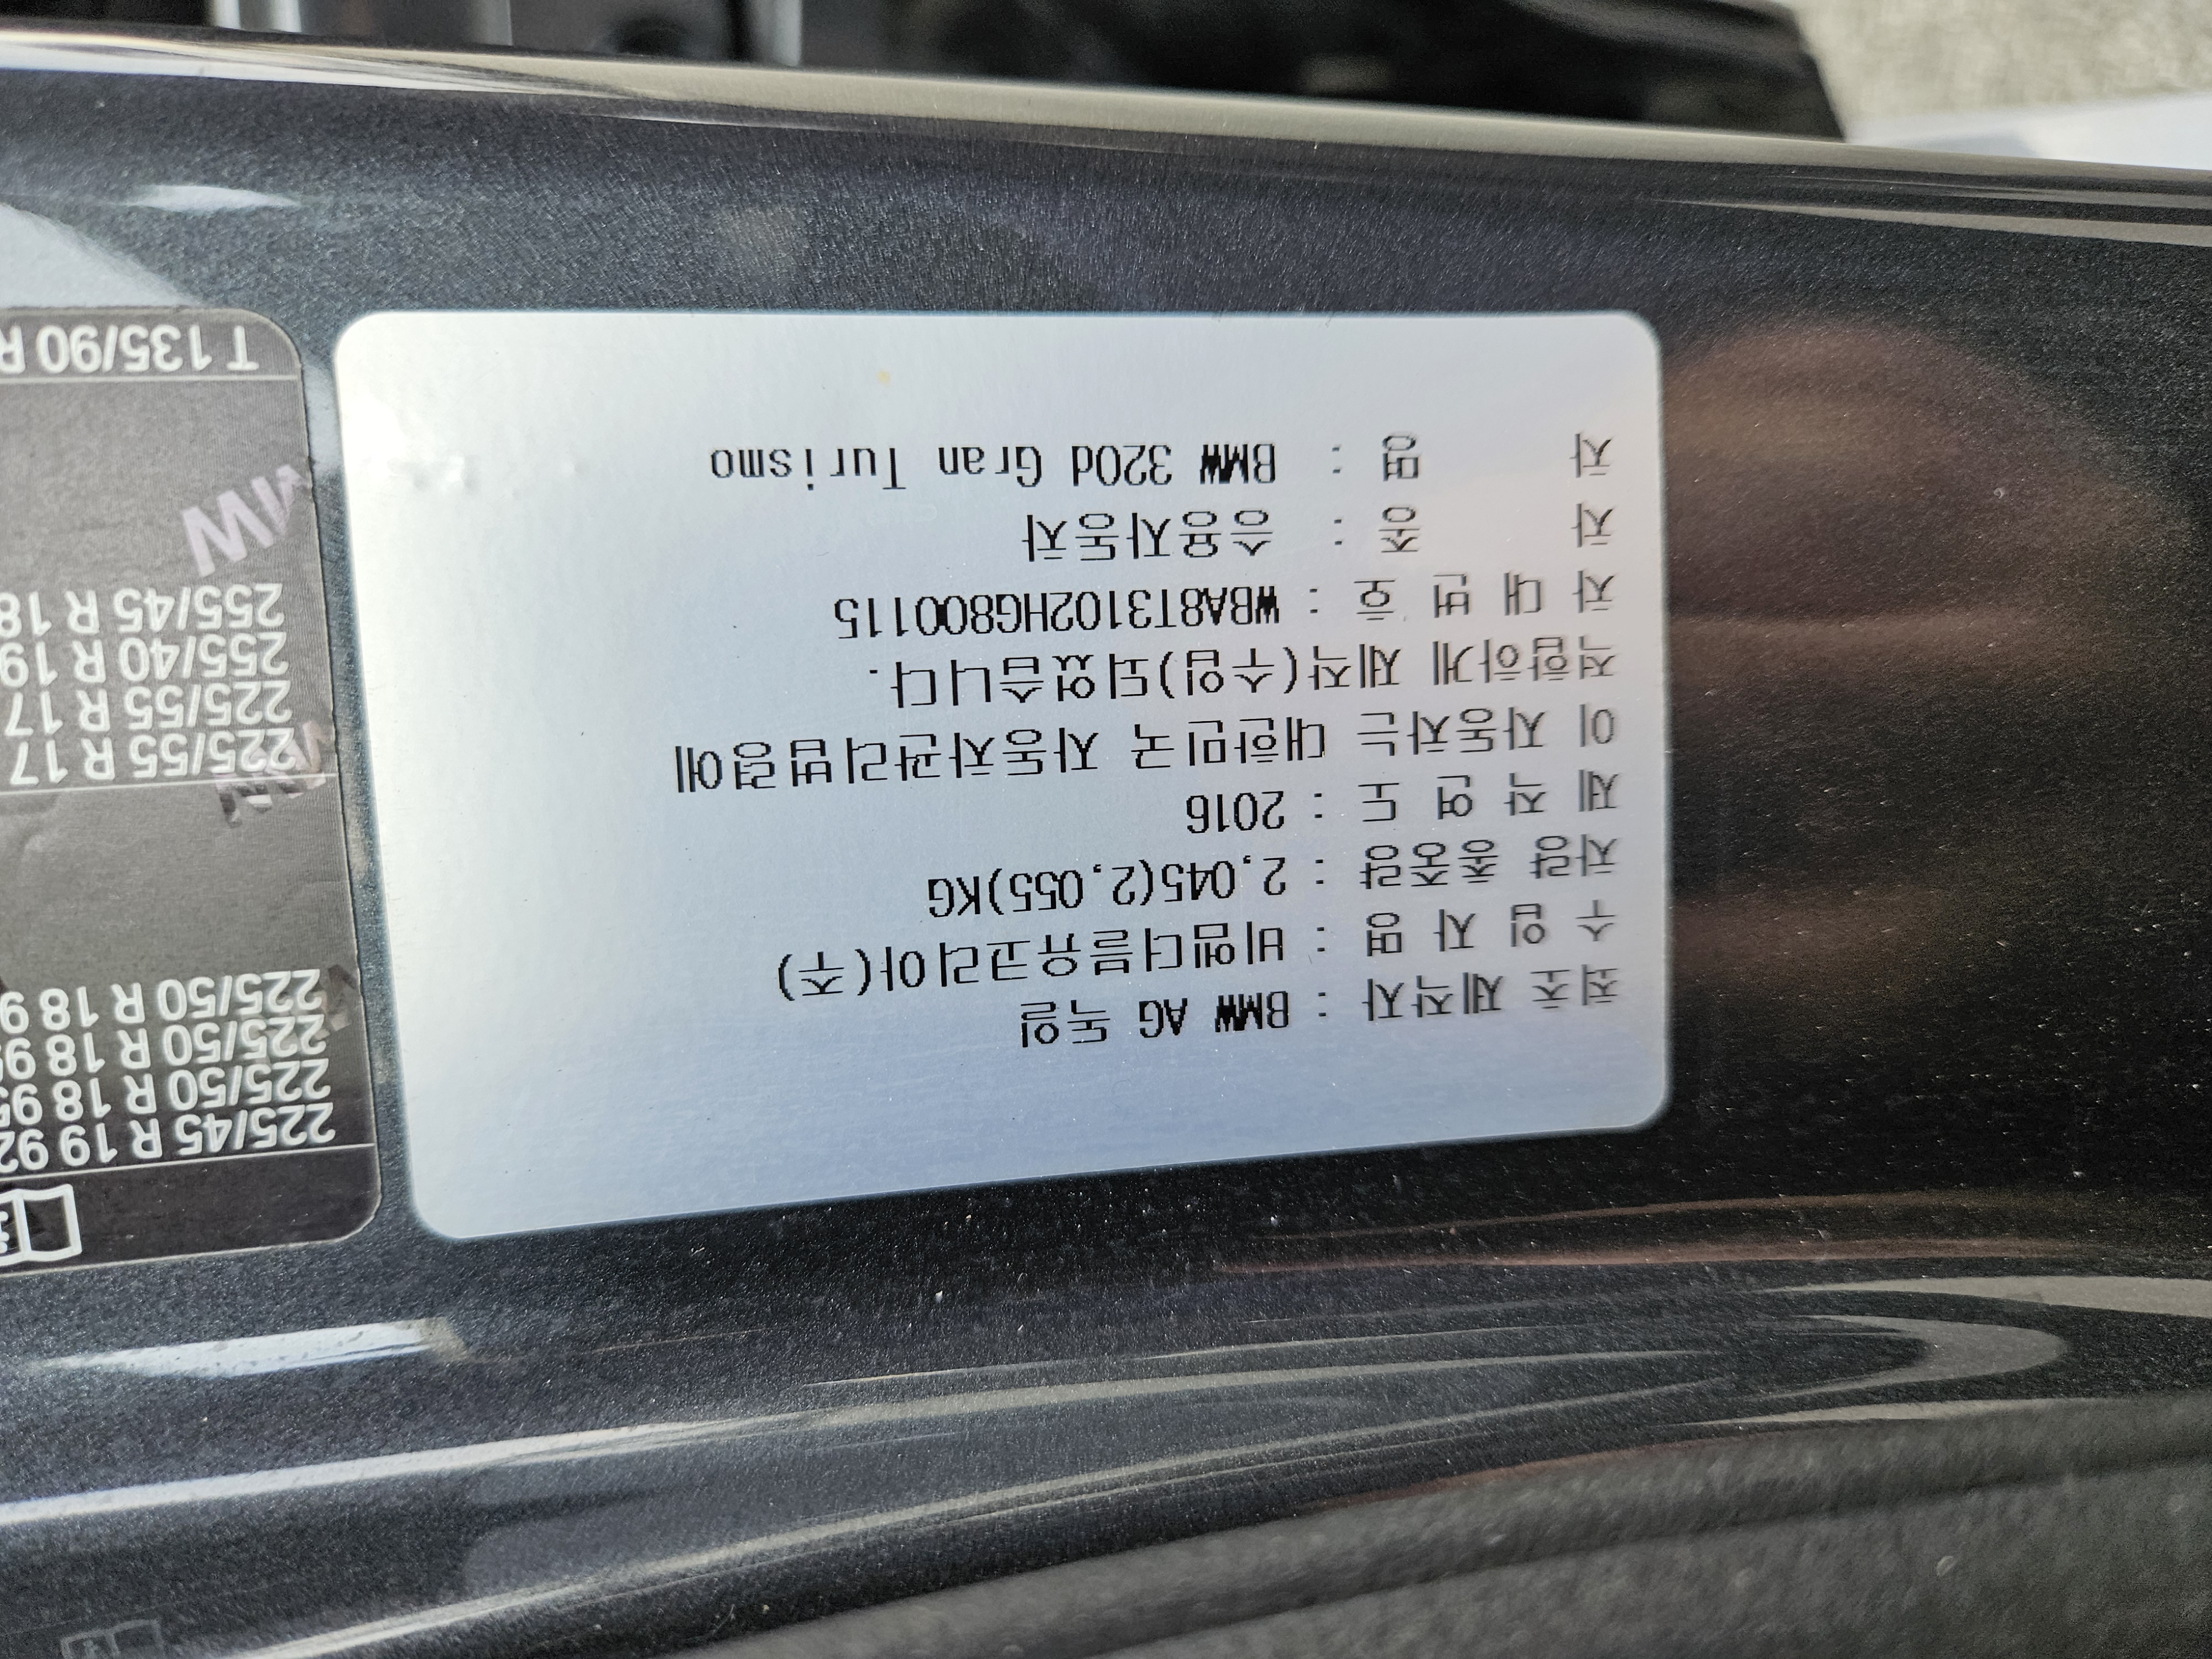 최초 제작자 : BMW AG 독일
수 입 자 명 : 비엠더블유코리아(주)
차량 총중량 : 2,045(2,055)KG
제 작 연 도 : 2016
이 자동차는 대한민국 자동차관리법령에
적합하게 제작(수입)되었습니다.
차 대 번 호 : WBA8T3102HG800115
차 종 : 승용자동차
차 명 : BMW 320d Gran Turismo
225/45 R 19 92
225/50 R 18 95
225/50 R 18 95
225/50 R 18 9
225/55 R 17
225/55 R 17
255/40 R 19
255/45 R 18
T 135/90 R